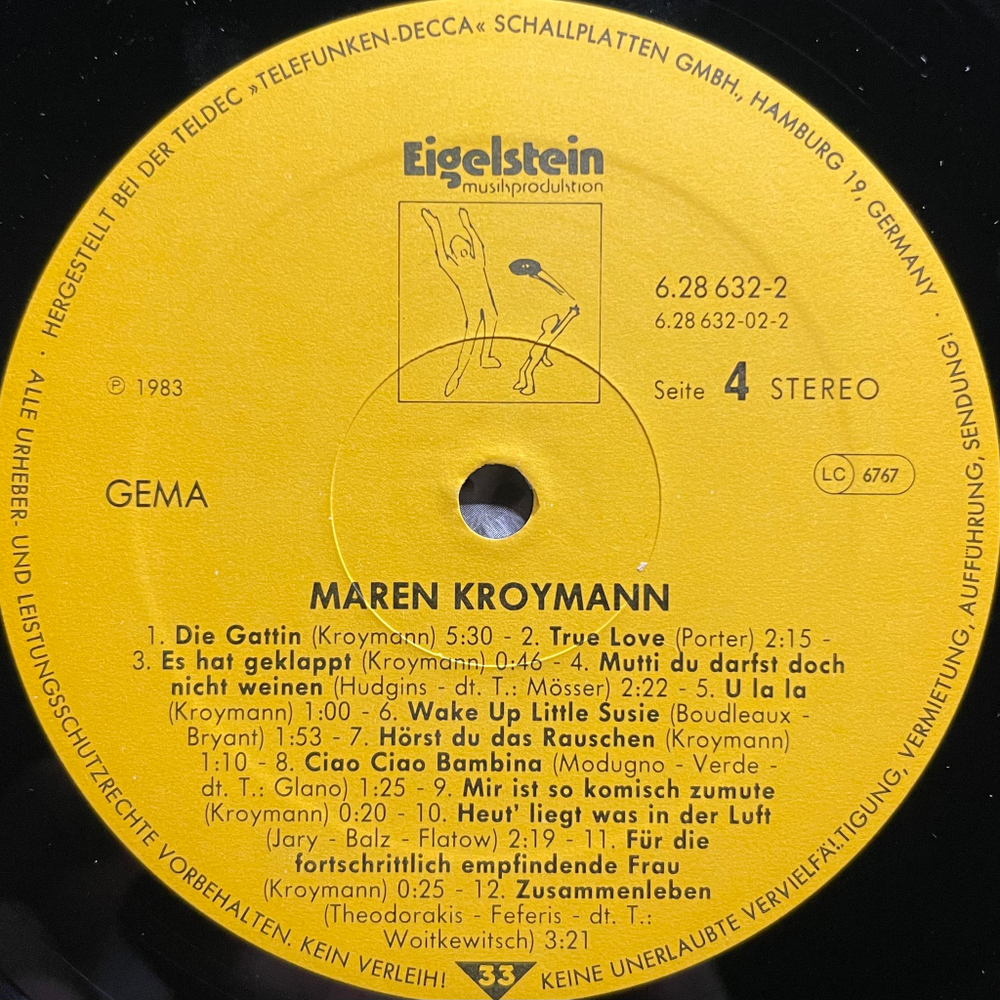 HERGESTELLT BEI DER TELDEC »TELEFUNKEN-DECCA« SCHALLPLATTEN GMBH., HAMBURG 19, GERMANY ·
Eigelstein
musikproduktion
6.28 632-2
6.28 632-02-2
℗ 1983
Seite 4 STEREO
LC 6767
GEMA
MAREN KROYMANN
1. Die Gattin (Kroymann) 5:30 - 2. True Love (Porter) 2:15 -
3. Es hat geklappt (Kroymann) 0:46 - 4. Mutti du darfst doch
nicht weinen (Hudgins - dt. T.: Mösser) 2:22 - 5. U la la
(Kroymann) 1:00 - 6. Wake Up Little Susie (Boudleaux -
Bryant) 1:53 - 7. Hörst du das Rauschen (Kroymann)
1:10 - 8. Ciao Ciao Bambina (Modugno - Verde -
dt. T.: Glano) 1:25 - 9. Mir ist so komisch zumute
(Kroymann) 0:20 - 10. Heut' liegt was in der Luft
(Jary - Balz - Flatow) 2:19 - 11. Für die
fortschrittlich empfindende Frau
(Kroymann) 0:25 - 12. Zusammenleben
(Theodorakis - Feferis - dt. T.:
Woitkewitsch) 3:21
· ALLE URHEBER- UND LEISTUNGSSCHUTZRECHTE VORBEHALTEN. KEIN VERLEIH!
33
KEINE UNERLAUBTE VERVIELFÄLTIGUNG, VERMIETUNG, AUFFÜHRUNG, SENDUNG!